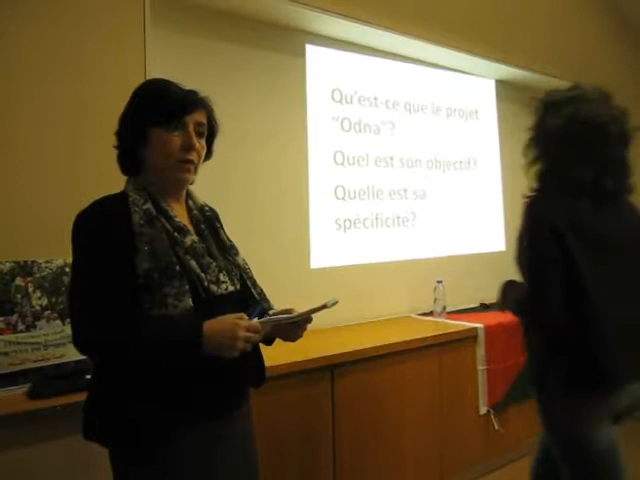 Qu'est-ce que le projet
"Odna"?
Quel est son objectif?
Quelle est sa
spécificité?